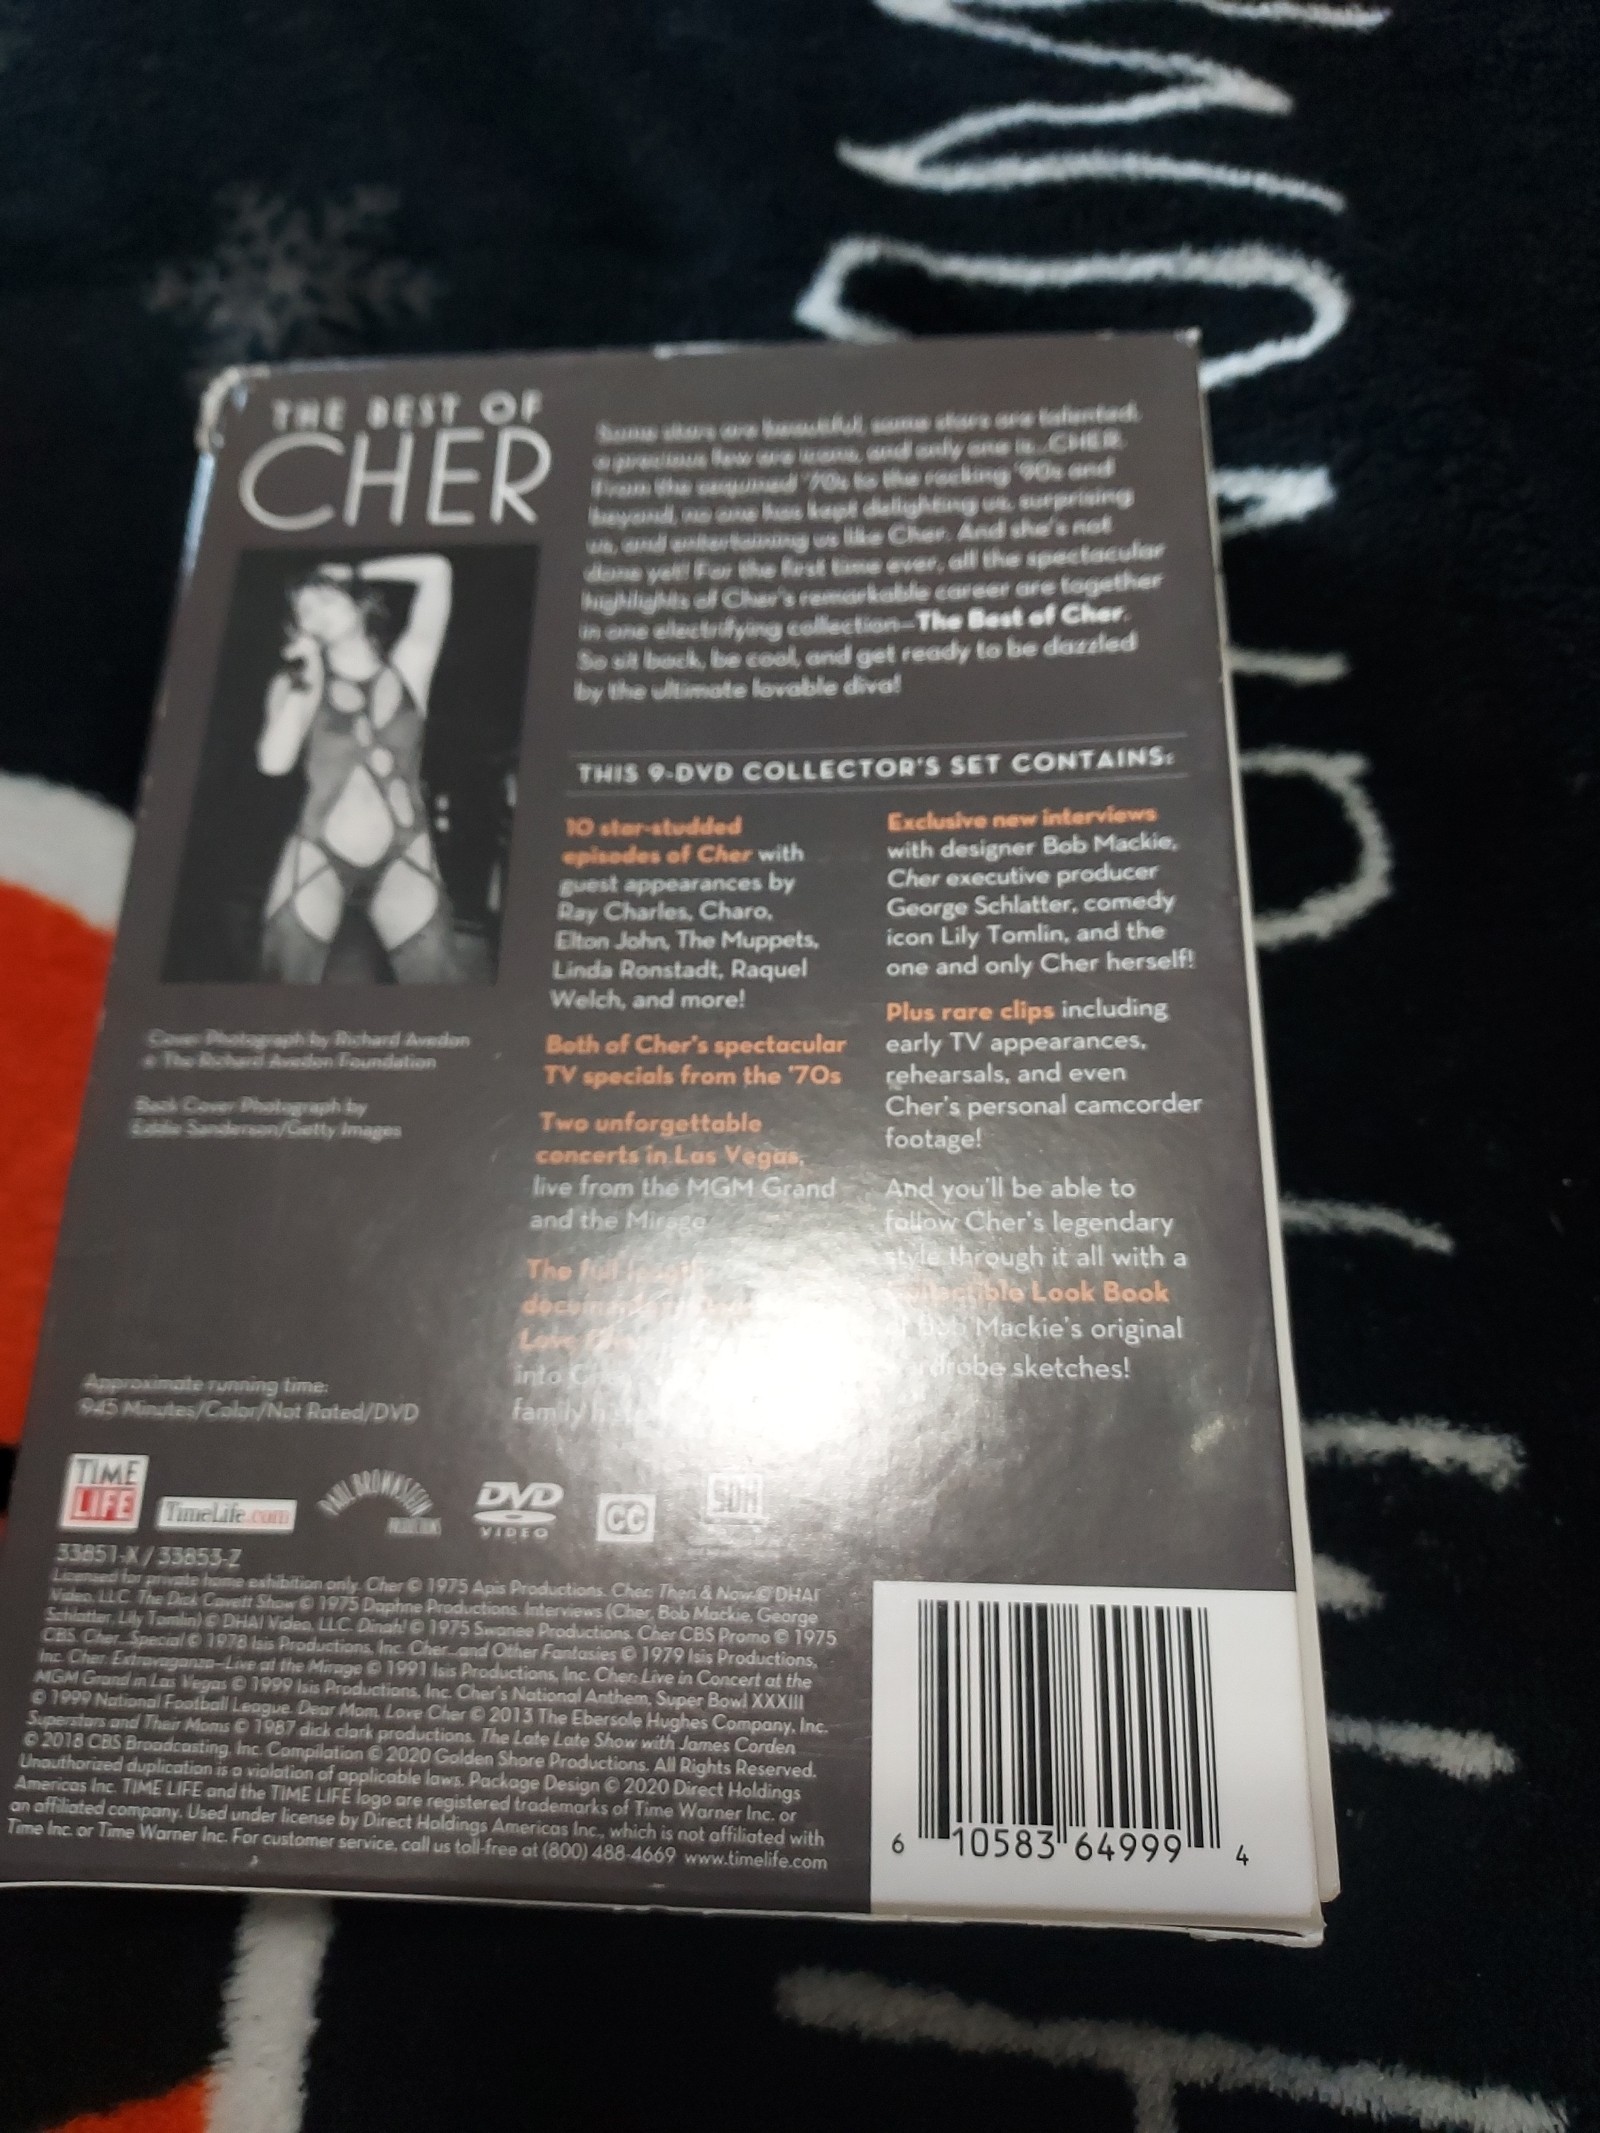 THE BEST OF
CHER
Some stars are beautiful, some stars are talented,
a precious few are icons, and only one is...CHER.
From the sequined '70s to the rocking '90s and
beyond, no one has kept delighting us, surprising
us, and entertaining us like Cher. And she's not
done yet! For the first time ever, all the spectacular
highlights of Cher's remarkable career are together
in one electrifying collection—The Best of Cher.
So sit back, be cool, and get ready to be dazzled
by the ultimate lovable diva!
THIS 9-DVD COLLECTOR'S SET CONTAINS:
10 star-studded
episodes of Cher with
guest appearances by
Ray Charles, Charo,
Elton John, The Muppets,
Linda Ronstadt, Raquel
Welch, and more!
Both of Cher's spectacular
TV specials from the '70s
Two unforgettable
concerts in Las Vegas,
live from the MGM Grand
and the Mirage
The full
Love
into
family
Exclusive new interviews
with designer Bob Mackie,
Cher executive producer
George Schlatter, comedy
icon Lily Tomlin, and the
one and only Cher herself!
Plus rare clips including
early TV appearances,
rehearsals, and even
Cher's personal camcorder
footage!
And you'll be able to
follow Cher's legendary
style through it all with a
Look Book
Mackie's original
sketches!
Cover Photograph by Richard Avedon
© The Richard Avedon Foundation
Back Cover Photograph by
Eddie Sanderson/Getty Images
Approximate running time:
945 Minutes/Color/Not Rated/DVD
TIME
LIFE
TimeLife.com
PAUL BROWNSTEIN
PRODUCTIONS
DVD
VIDEO
CC
SDH
33851-X / 33853-Z
Licensed for private home exhibition only. Cher © 1975 Apis Productions. Cher: Then & Now © DHAI
Video, LLC. The Dick Cavett Show © 1975 Daphne Productions. Interviews (Cher, Bob Mackie, George
Schlatter, Lily Tomlin) © DHAI Video, LLC. Dinah! © 1975 Swanee Productions. Cher CBS Promo © 1975
CBS. Cher...Special © 1978 Isis Productions, Inc. Cher...and Other Fantasies © 1979 Isis Productions,
Inc. Cher Extravaganza—Live at the Mirage © 1991 Isis Productions, Inc. Cher: Live in Concert at the
MGM Grand in Las Vegas © 1999 Isis Productions, Inc. Cher's National Anthem, Super Bowl XXXIII
© 1999 National Football League. Dear Mom, Love Cher © 2013 The Ebersole Hughes Company, Inc.
Superstars and Their Moms © 1987 dick clark productions. The Late Late Show with James Corden
© 2018 CBS Broadcasting, Inc. Compilation © 2020 Golden Shore Productions. All Rights Reserved.
Unauthorized duplication is a violation of applicable laws. Package Design © 2020 Direct Holdings
Americas Inc. TIME LIFE and the TIME LIFE logo are registered trademarks of Time Warner Inc. or
an affiliated company. Used under license by Direct Holdings Americas Inc., which is not affiliated with
Time Inc. or Time Warner Inc. For customer service, call us toll-free at (800) 488-4669 www.timelife.com
6 10583 64999 4